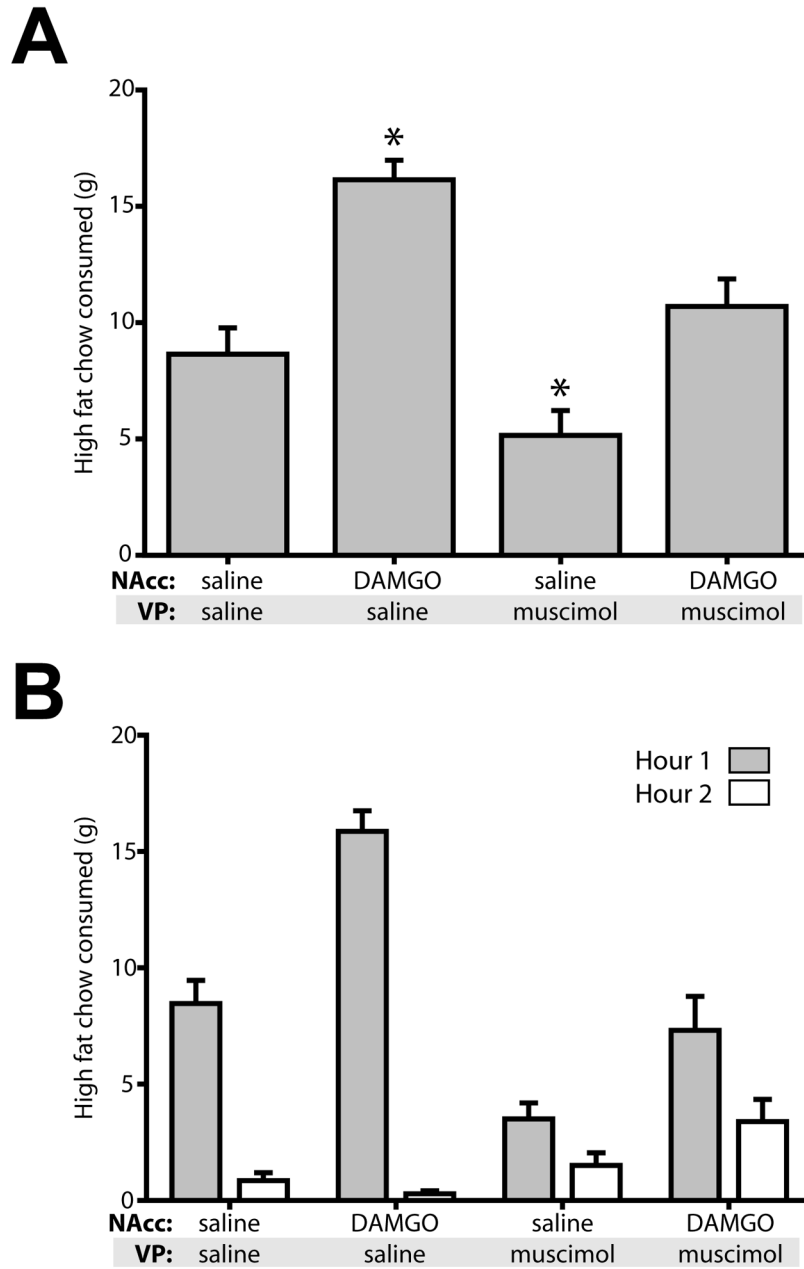 A
High fat chow consumed (g)
20
15
10
5
0
*
*
NAcc: saline DAMGO saline DAMGO
VP: saline saline muscimol muscimol
B
High fat chow consumed (g)
20
15
10
5
0
Hour 1
Hour 2
NAcc: saline DAMGO saline DAMGO
VP: saline saline muscimol muscimol